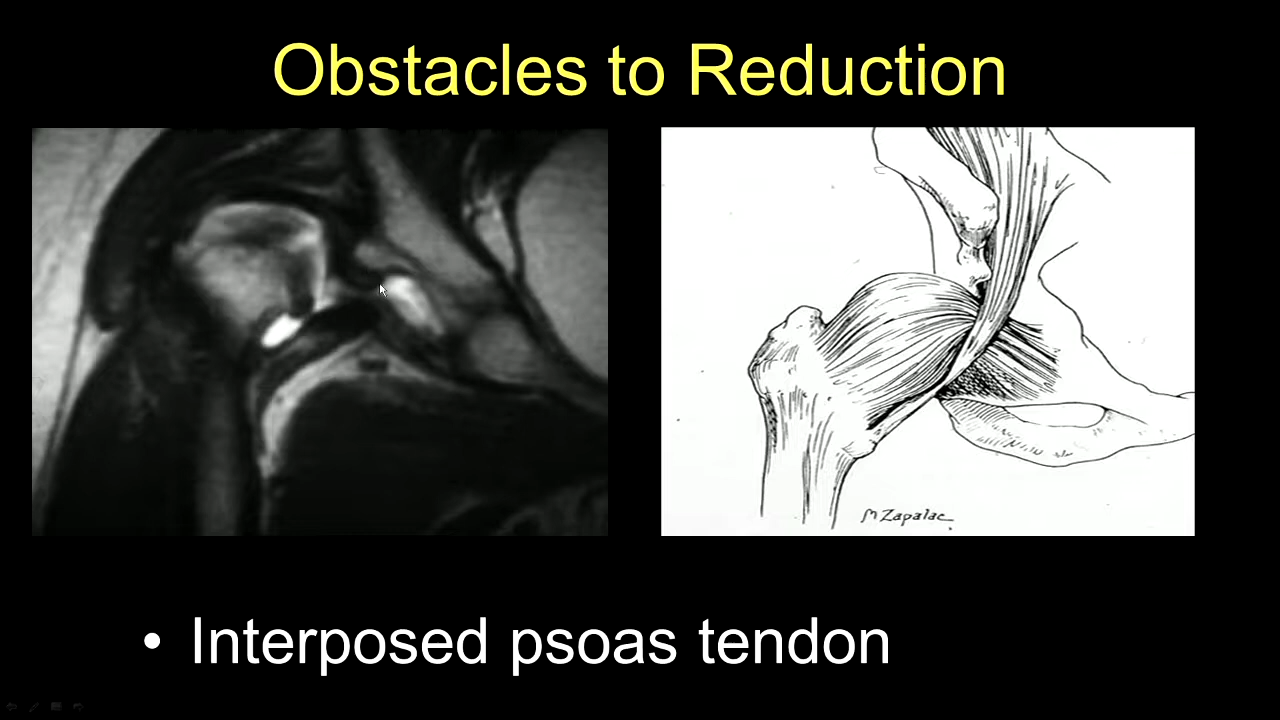 Obstacles to Reduction
M Zapalac
• Interposed psoas tendon